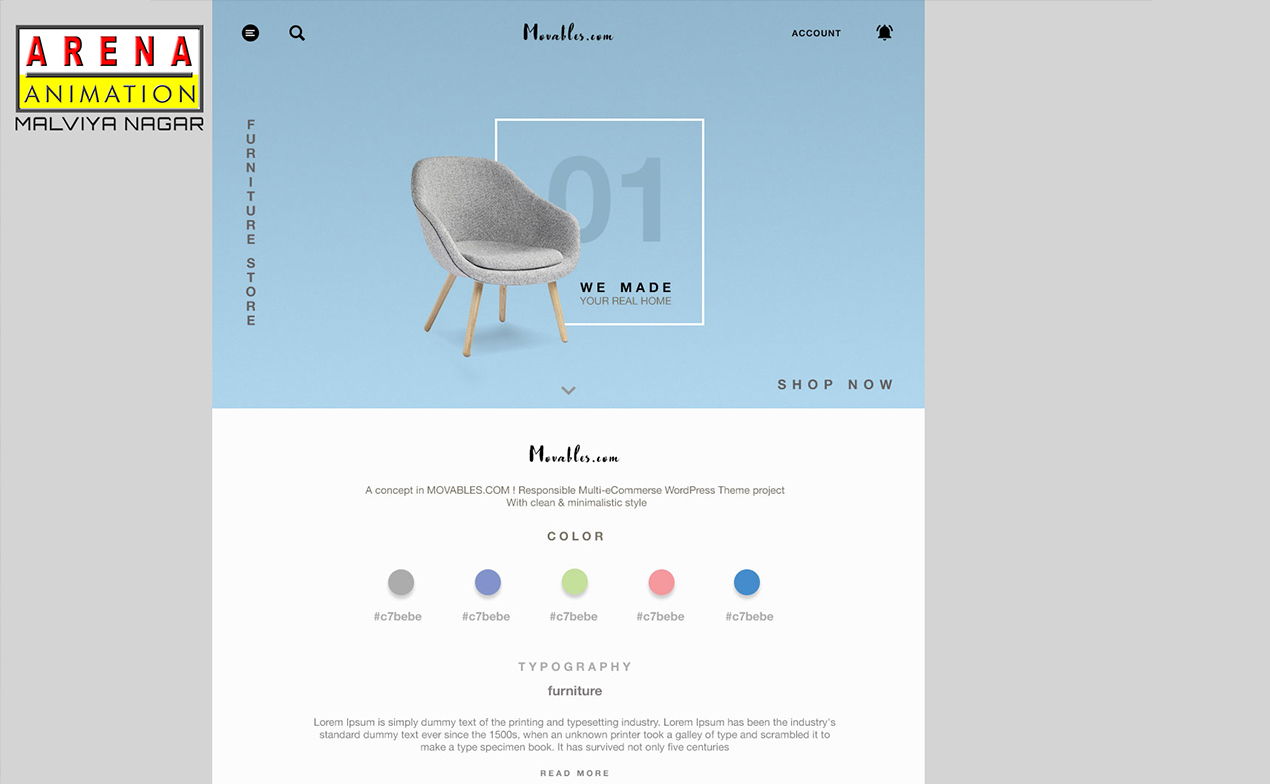 ARENA
ANIMATION
MALVIYA NAGAR
Movables.com
ACCOUNT
FURNITURE STORE
01
WE MADE
YOUR REAL HOME
SHOP NOW
Movables.com
A concept in MOVABLES.COM ! Responsible Multi-eCommerse WordPress Theme project
With clean & minimalistic style
COLOR
#c7bebe #c7bebe #c7bebe #c7bebe #c7bebe
TYPOGRAPHY
furniture
Lorem Ipsum is simply dummy text of the printing and typesetting industry. Lorem Ipsum has been the industry's
standard dummy text ever since the 1500s, when an unknown printer took a galley of type and scrambled it to
make a type specimen book. It has survived not only five centuries
READ MORE